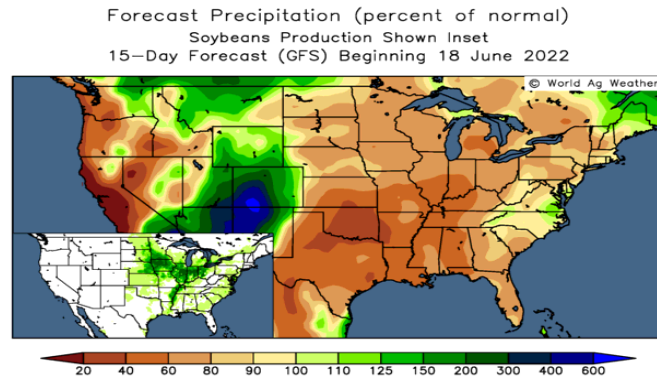 Forecast Precipitation (percent of normal)
Soybeans Production Shown Inset
15-Day Forecast (GFS) Beginning 18 June 2022
© World Ag Weather
20 40 60 80 90 100 110 125 150 200 300 400 600